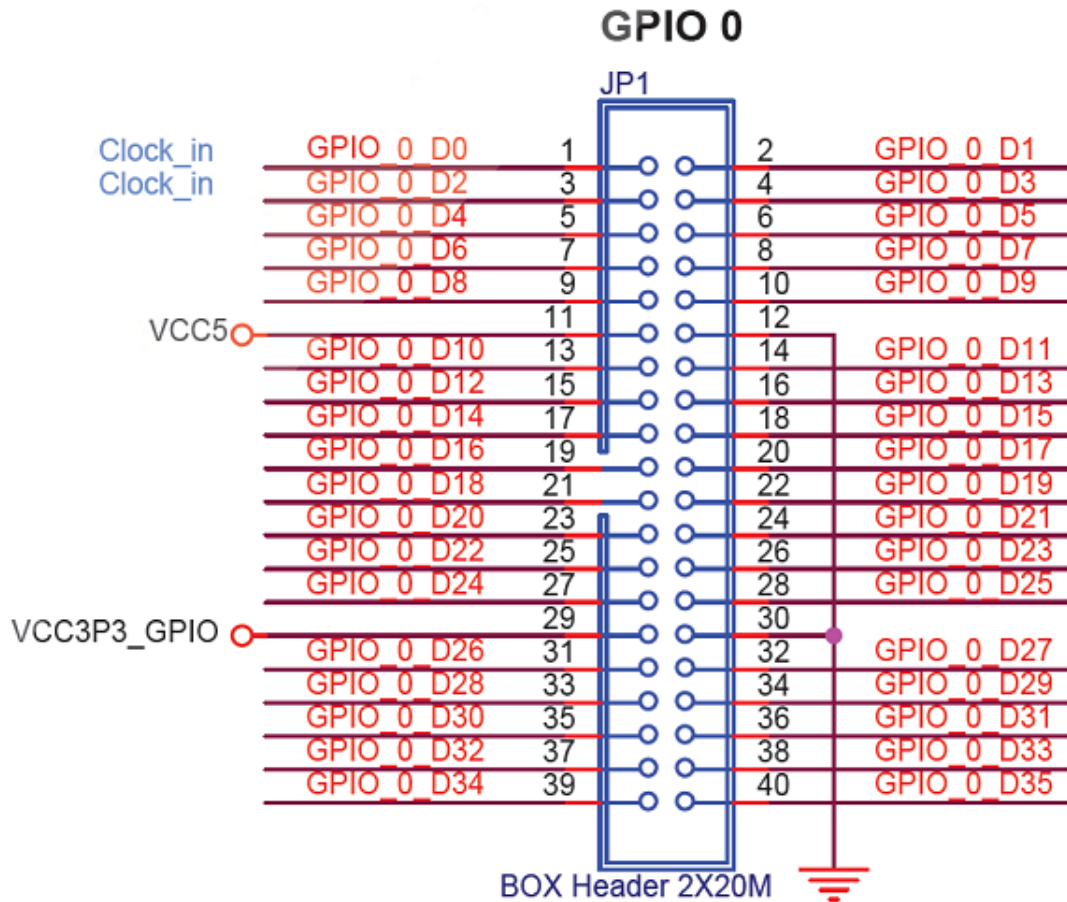 GPIO 0
JP1
Clock_in GPIO_0_D0 1 2 GPIO_0_D1
Clock_in GPIO_0_D2 3 4 GPIO_0_D3
GPIO_0_D4 5 6 GPIO_0_D5
GPIO_0_D6 7 8 GPIO_0_D7
GPIO_0_D8 9 10 GPIO_0_D9
VCC5 11 12
GPIO_0_D10 13 14 GPIO_0_D11
GPIO_0_D12 15 16 GPIO_0_D13
GPIO_0_D14 17 18 GPIO_0_D15
GPIO_0_D16 19 20 GPIO_0_D17
GPIO_0_D18 21 22 GPIO_0_D19
GPIO_0_D20 23 24 GPIO_0_D21
GPIO_0_D22 25 26 GPIO_0_D23
GPIO_0_D24 27 28 GPIO_0_D25
VCC3P3_GPIO 29 30
GPIO_0_D26 31 32 GPIO_0_D27
GPIO_0_D28 33 34 GPIO_0_D29
GPIO_0_D30 35 36 GPIO_0_D31
GPIO_0_D32 37 38 GPIO_0_D33
GPIO_0_D34 39 40 GPIO_0_D35
BOX Header 2X20M